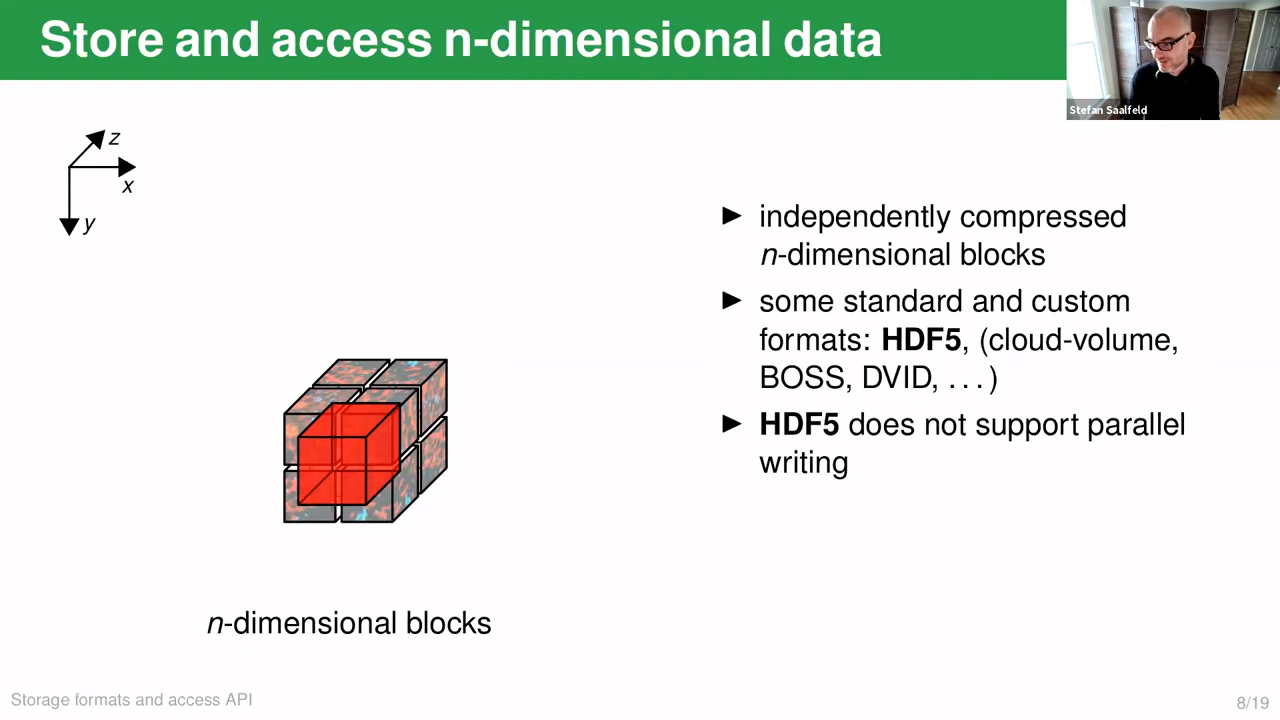 Store and access n-dimensional data
Stefan Saalfeld
z
x
y
► independently compressed
n-dimensional blocks
► some standard and custom
formats: HDF5, (cloud-volume,
BOSS, DVID, . . . )
► HDF5 does not support parallel
writing
n-dimensional blocks
Storage formats and access API
8/19